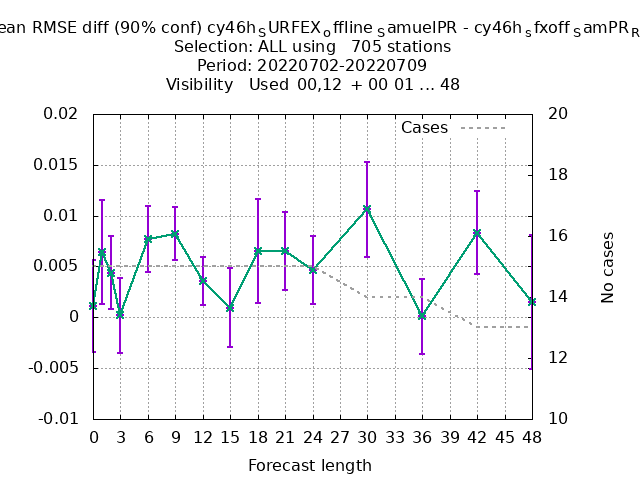 ean RMSE diff (90% conf) cy46h_SURFEX_offline_SamuelPR - cy46h_sfxoff_SamPR_R
Selection: ALL using 705 stations
Period: 20220702-20220709
Visibility Used 00,12 + 00 01 ... 48
Cases
0.02
0.015
0.01
0.005
0
-0.005
-0.01
20
18
16
14
12
10
No cases
0 3 6 9 12 15 18 21 24 27 30 33 36 39 42 45 48
Forecast length